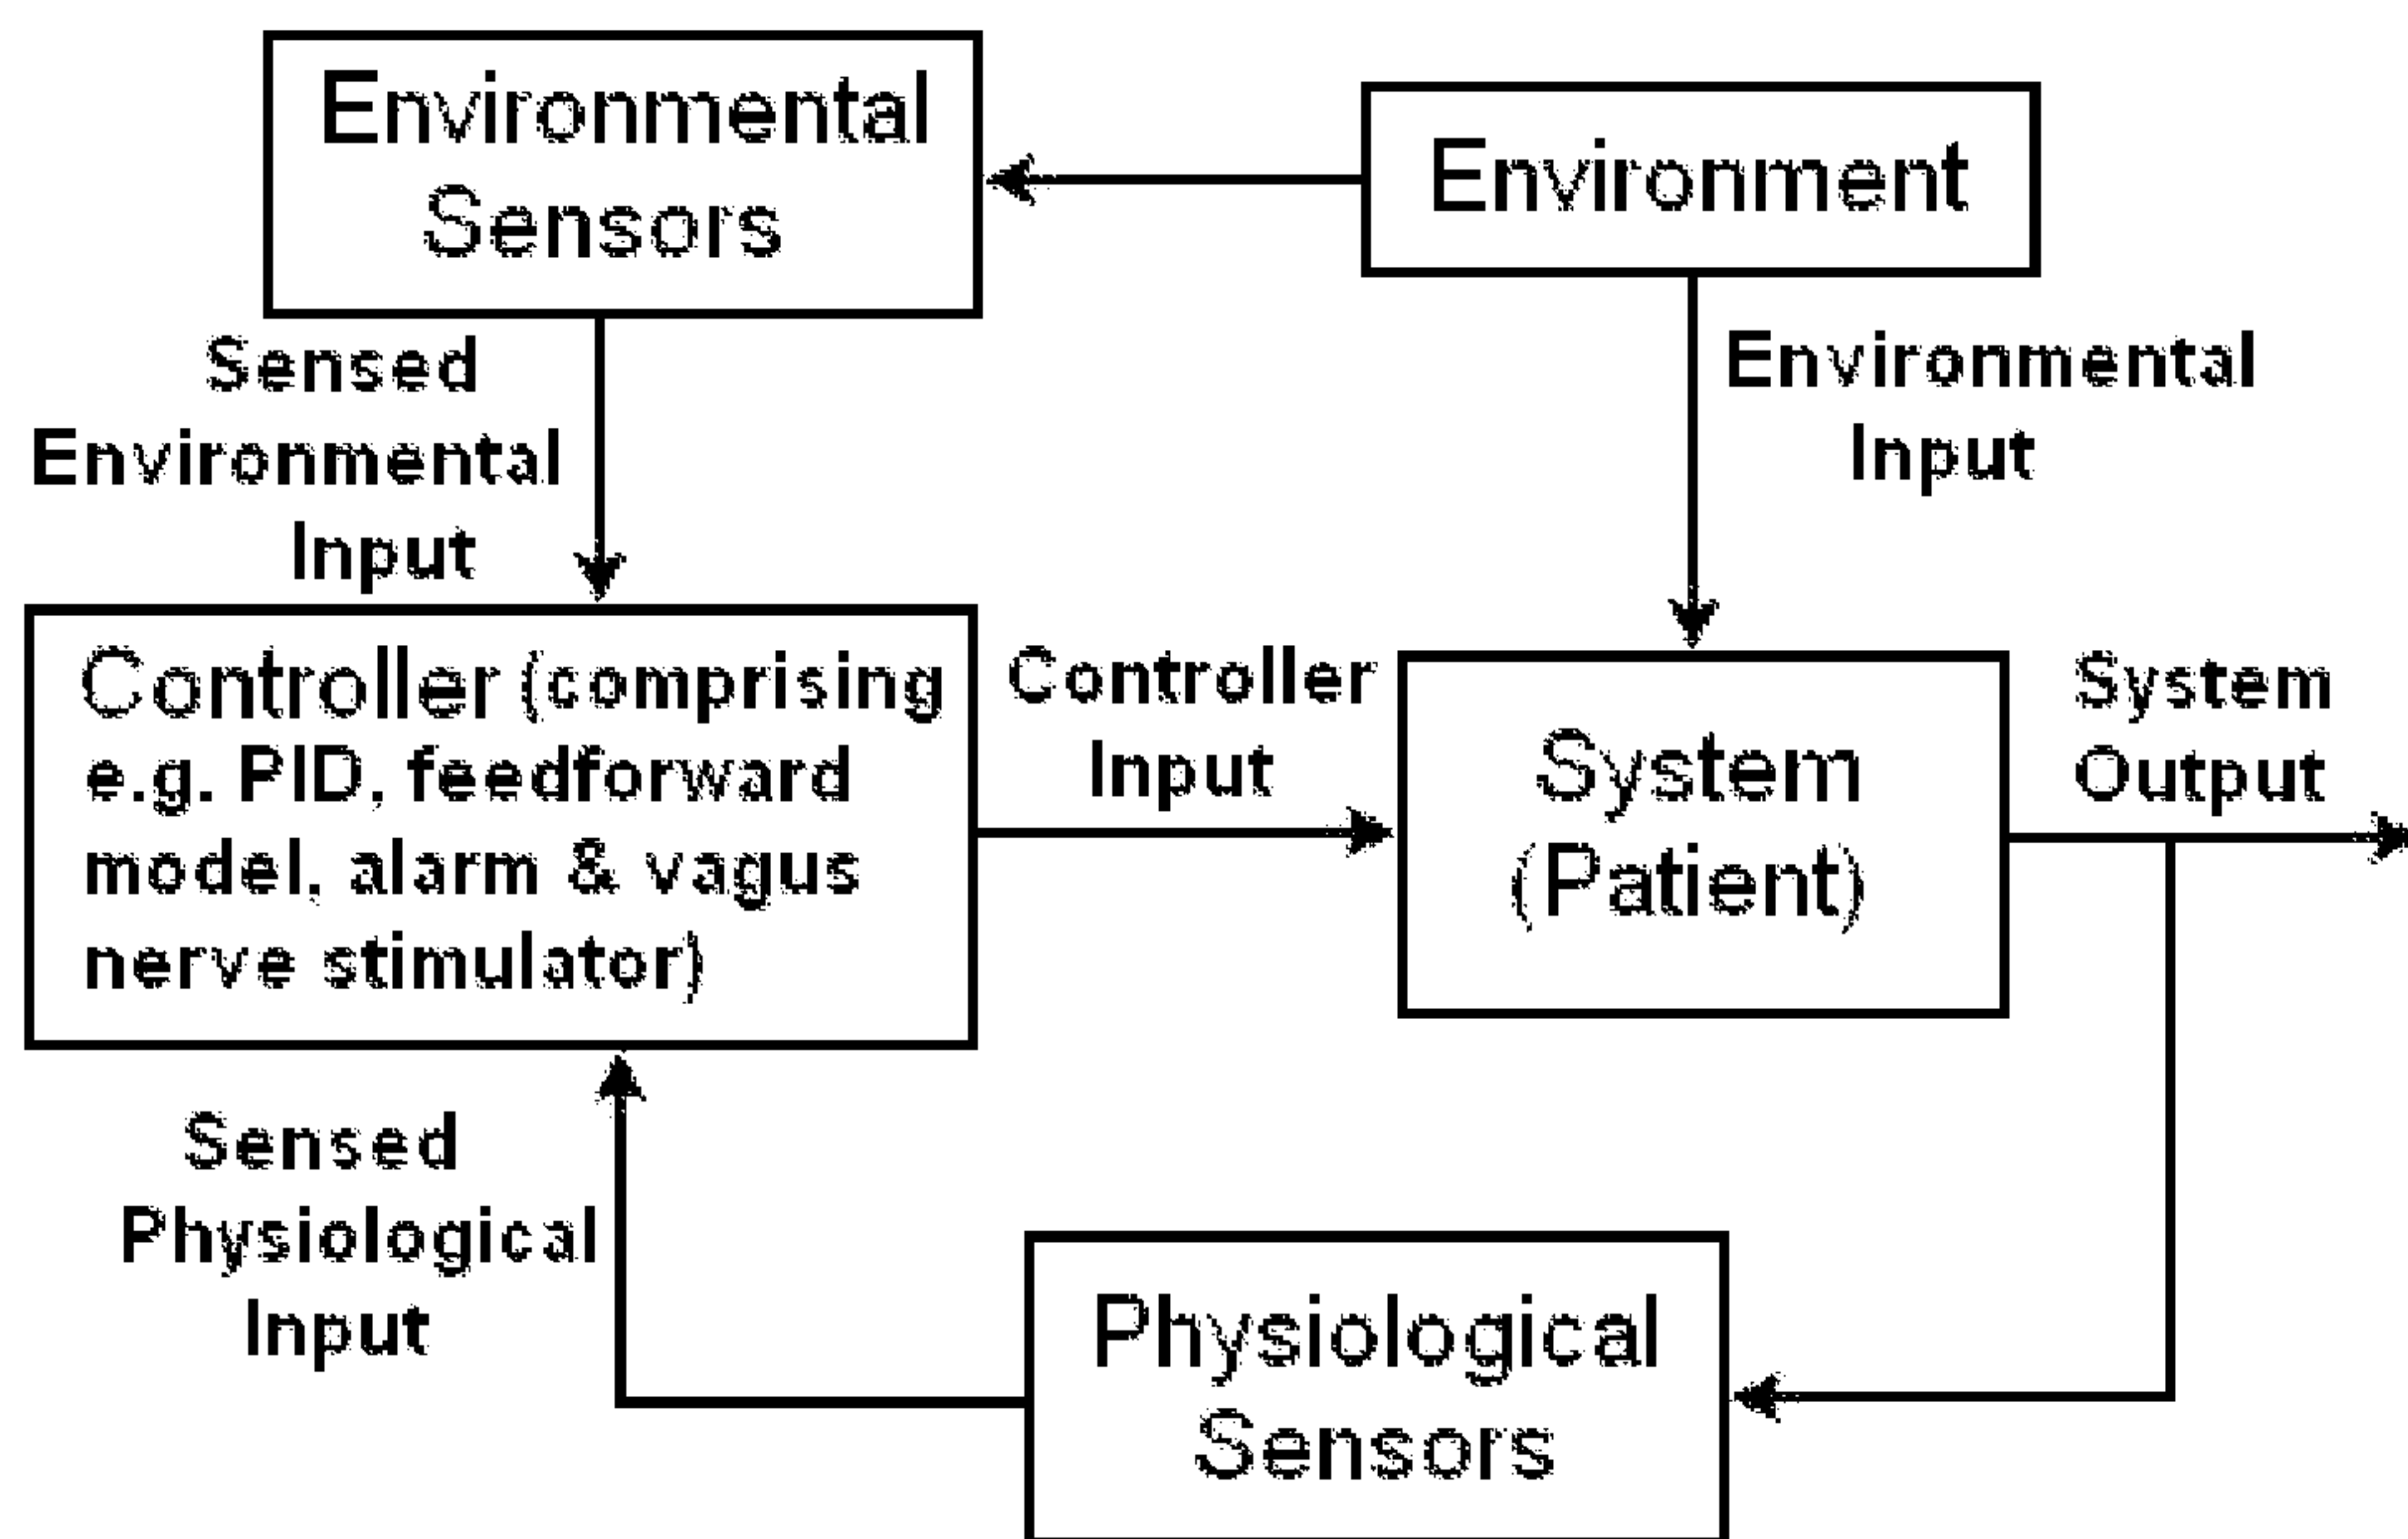 Environmental
Sensors
Environment
Sensed
Environmental
Input
Environmental
Input
Controller (comprising
e.g. PID, feedforward
model, alarm & vagus
nerve stimulator)
Controller
Input
System
(Patient)
System
Output
Sensed
Physiological
Input
Physiological
Sensors